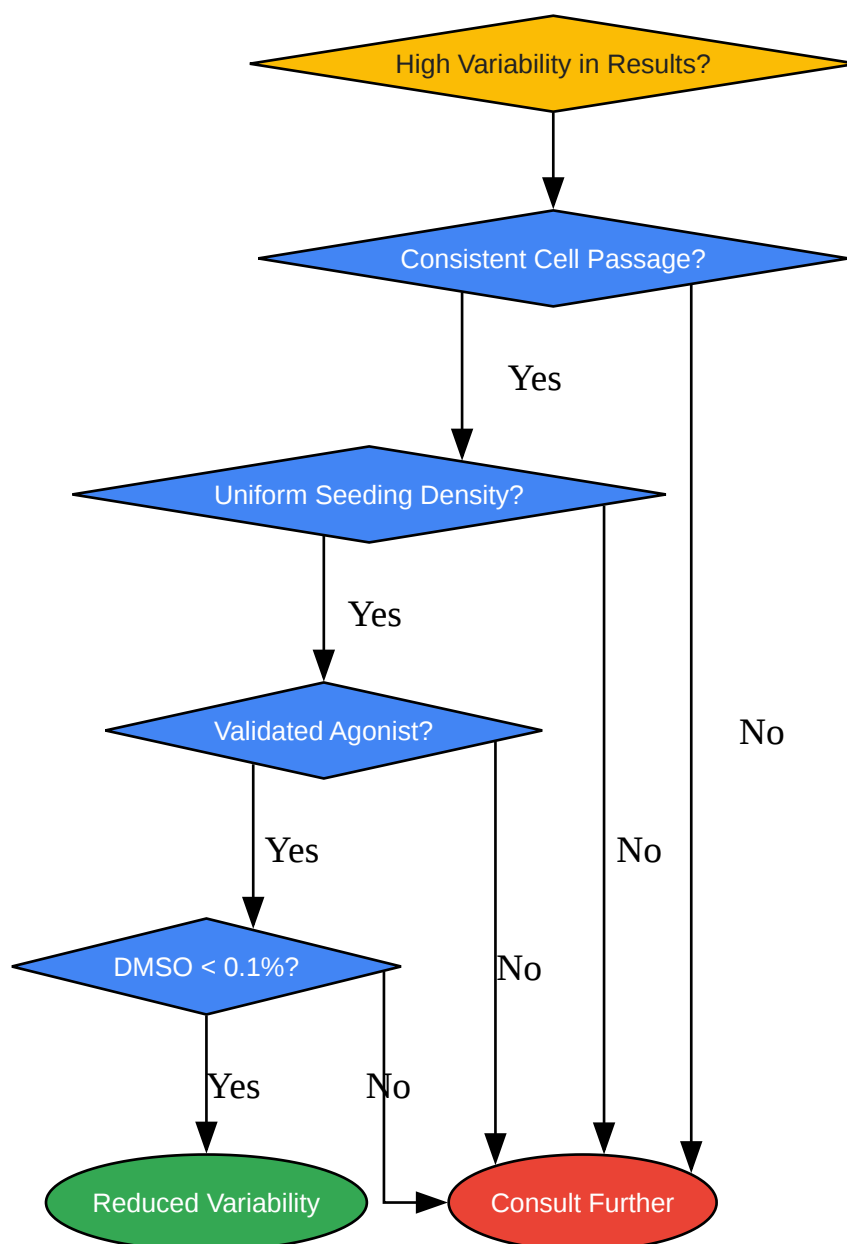 High Variability in Results?
Consistent Cell Passage?
Yes
Uniform Seeding Density?
Yes
Validated Agonist?
No
Yes
No
DMSO < 0.1%?
No
Yes
No
Reduced Variability
Consult Further